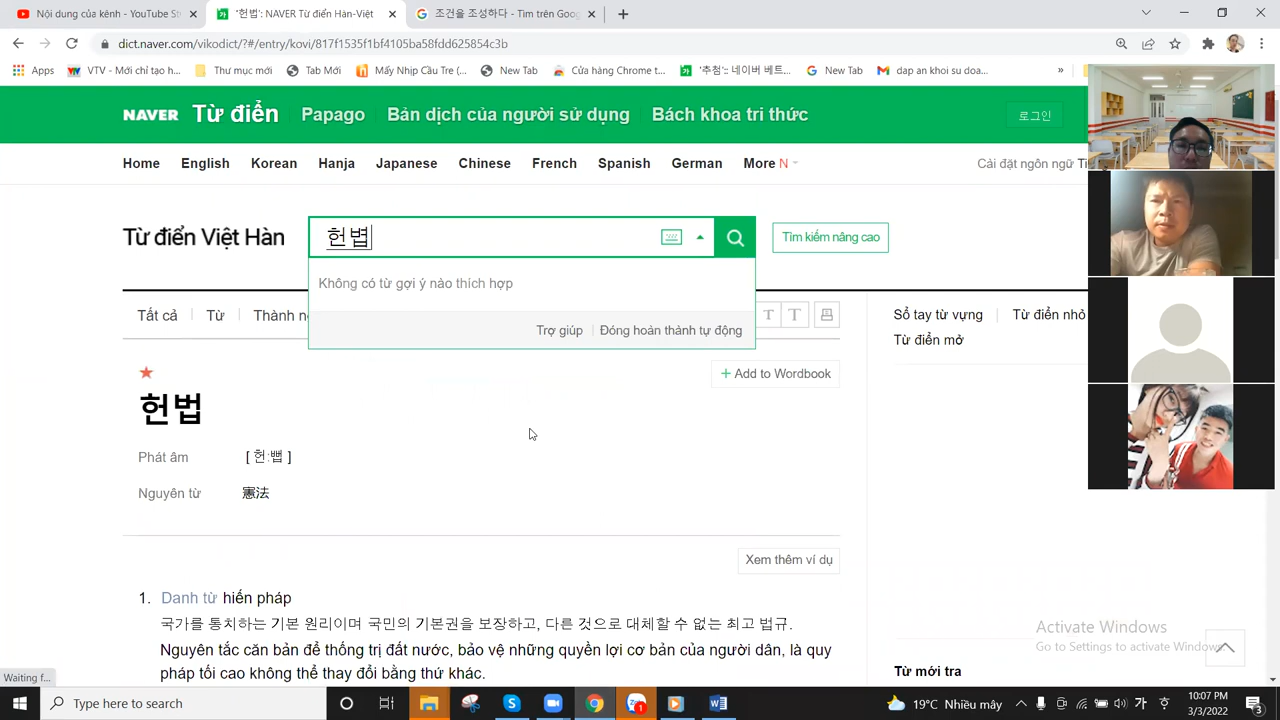 Nội dung của kênh - YouTube St
'헌법': NAVER Từ điển Hàn-Việt
조건을 조성하다 - Tìm trên Goog
dict.naver.com/vikodict/?#/entry/kovi/817f1535f1bf4105ba58fdd625854c3b
Apps
VTV - Mới chỉ tạo h...
Thư mục mới
Tab Mới
Mấy Nhịp Cầu Tre (...
New Tab
Cửa hàng Chrome t...
'추첨': 네이버 베트...
New Tab
dap an khoi su doa...
»
NAVER Từ điển Papago Bản dịch của người sử dụng Bách khoa tri thức
로그인
Home English Korean Hanja Japanese Chinese French Spanish German More N
Cài đặt ngôn ngữ Ti
Từ điển Việt Hàn
헌볍
Tìm kiếm nâng cao
Không có từ gợi ý nào thích hợp
Trợ giúp
Đóng hoàn thành tự động
Tất cả
Từ
Thành n
T T
Sổ tay từ vựng
Từ điển nhỏ
Từ điển mở
+ Add to Wordbook
헌법
Phát âm [ 헌:뻡 ]
Nguyên từ 憲法
Xem thêm ví dụ
1. Danh từ hiến pháp
국가를 통치하는 기본 원리이며 국민의 기본권을 보장하고, 다른 것으로 대체할 수 없는 최고 법규.
Nguyên tắc căn bản để thống trị đất nước, bảo vệ những quyền lợi cơ bản của người dân, là quy
pháp tối cao không thể thay đổi bằng thứ khác.
Activate Windows
Go to Settings to activate Windows.
Từ mới tra
Waiting f...
Type here to search
1
19°C Nhiều mây
가
10:07 PM
3/3/2022
3